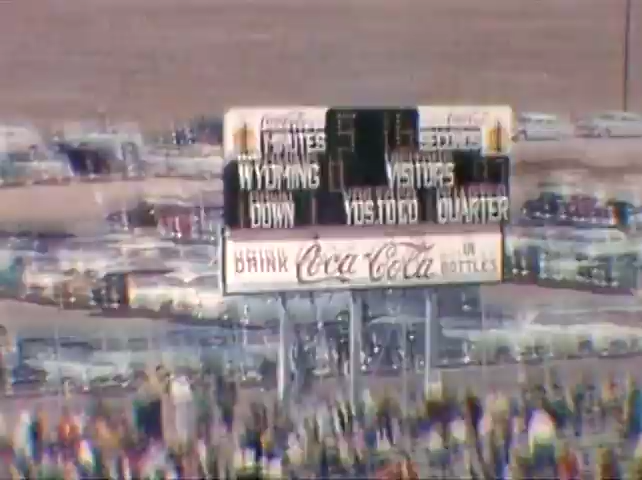 MINUTES SECONDS
WYOMING VISITORS
DOWN YDS.TO GO QUARTER
DRINK Coca-Cola IN BOTTLES